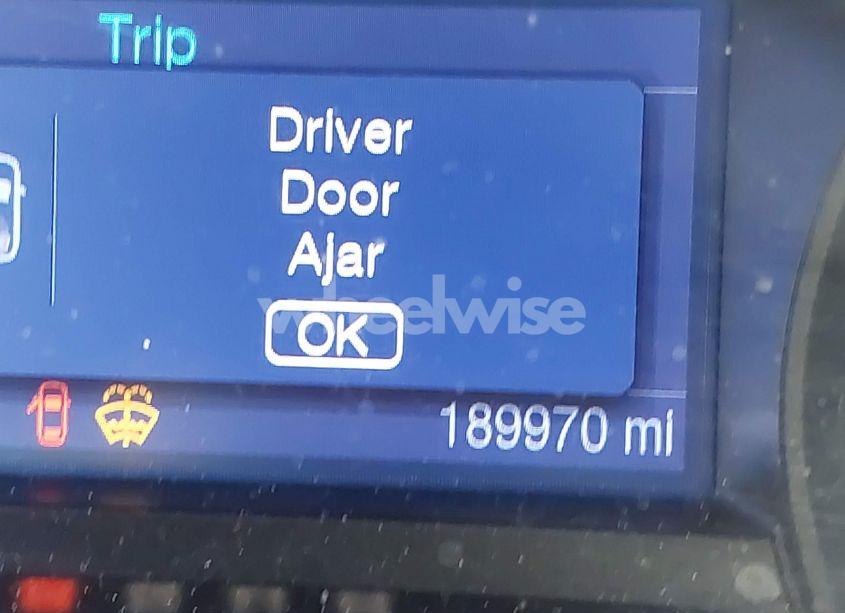 Trip
Driver
Door
Ajar
wheelwise
OK
189970 mi